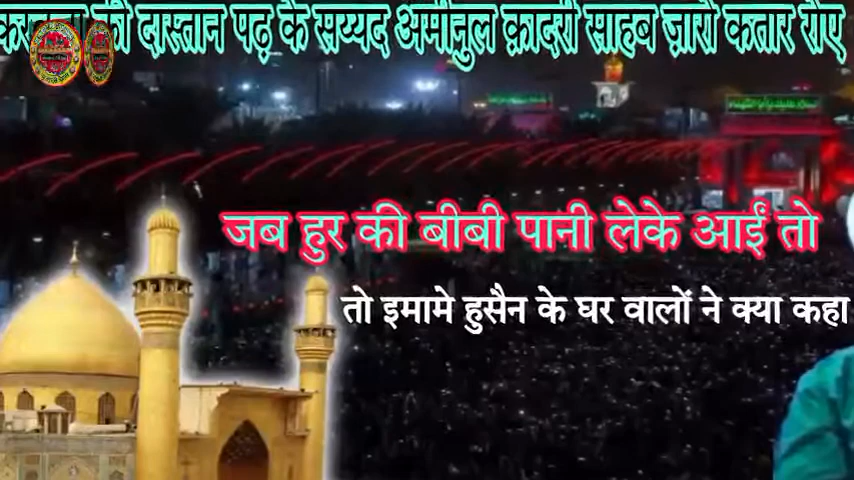 की दास्तान पढ़ के सय्यद अमीनुल क़ादरी साहब ज़ारो कतार रोए
जब हुर की बीबी पानी लेके आईं तो
तो इमामे हुसैन के घर वालों ने क्या कहा